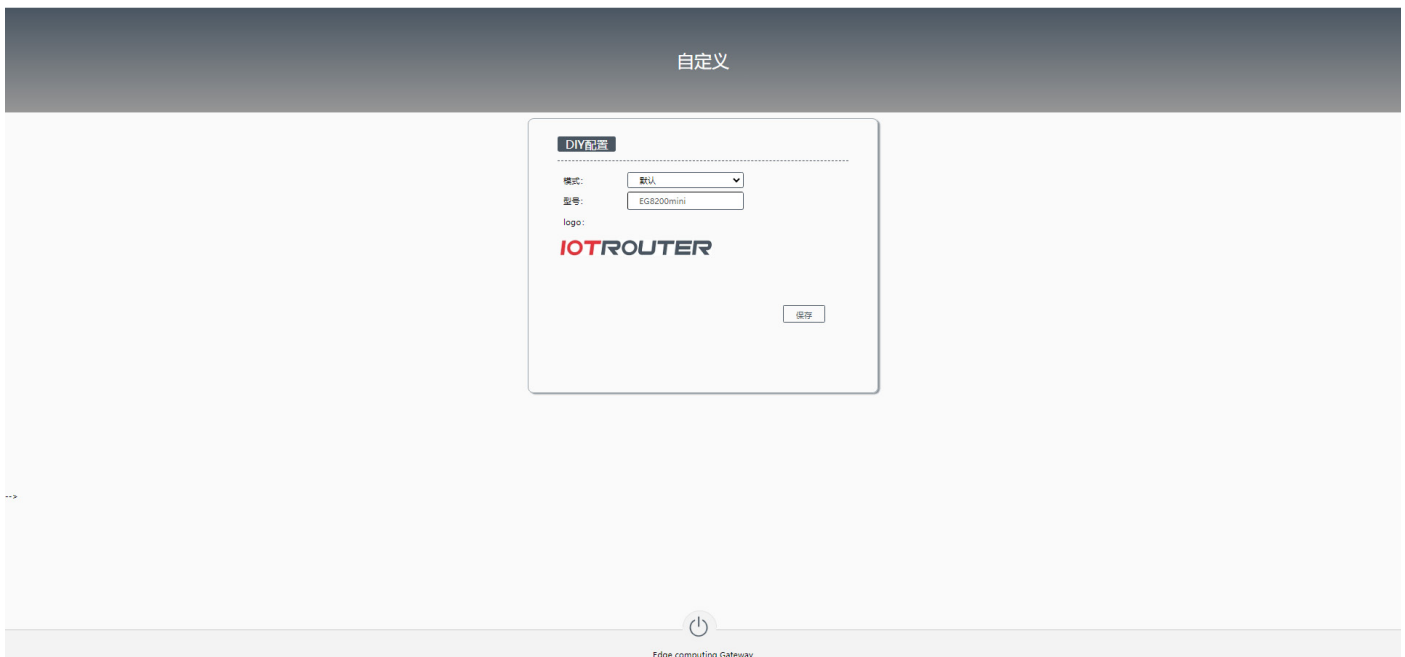 自定义
DIY配置
模式: 默认
型号: EG8200mini
logo:
IOTROUTER
保存
-->
Edge computing Gateway